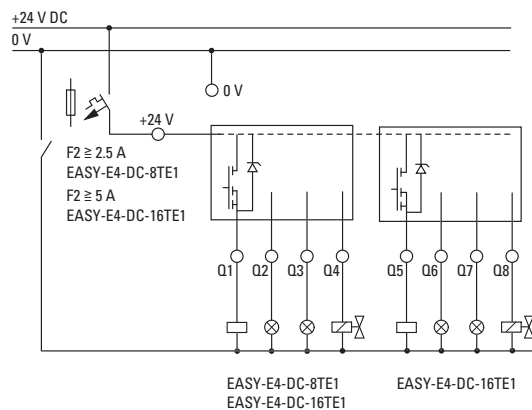 +24 V DC
0 V
0 V
+24 V
F2 ≧ 2.5 A
EASY-E4-DC-8TE1
F2 ≧ 5 A
EASY-E4-DC-16TE1
Q1
Q2
Q3
Q4
Q5
Q6
Q7
Q8
EASY-E4-DC-8TE1
EASY-E4-DC-16TE1
EASY-E4-DC-16TE1